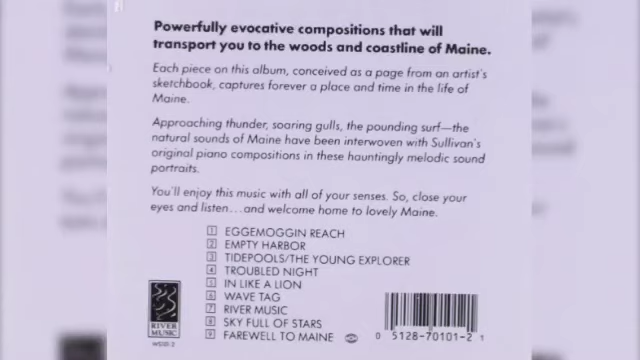 Powerfully evocative compositions that will
transport you to the woods and coastline of Maine.
Each piece on this album, conceived as a page from an artist's
sketchbook, captures forever a place and time in the life of
Maine.
Approaching thunder, soaring gulls, the pounding surf—the
natural sounds of Maine have been interwoven with Sullivan's
original piano compositions in these hauntingly melodic sound
portraits.
You'll enjoy this music with all of your senses. So, close your
eyes and listen...and welcome home to lovely Maine.
1 EGGEMOGGIN REACH
2 EMPTY HARBOR
3 TIDEPOOLS/THE YOUNG EXPLORER
4 TROUBLED NIGHT
5 IN LIKE A LION
6 WAVE TAG
7 RIVER MUSIC
8 SKY FULL OF STARS
9 FAREWELL TO MAINE
RIVER
MUSIC
0 5128-70101-2 1